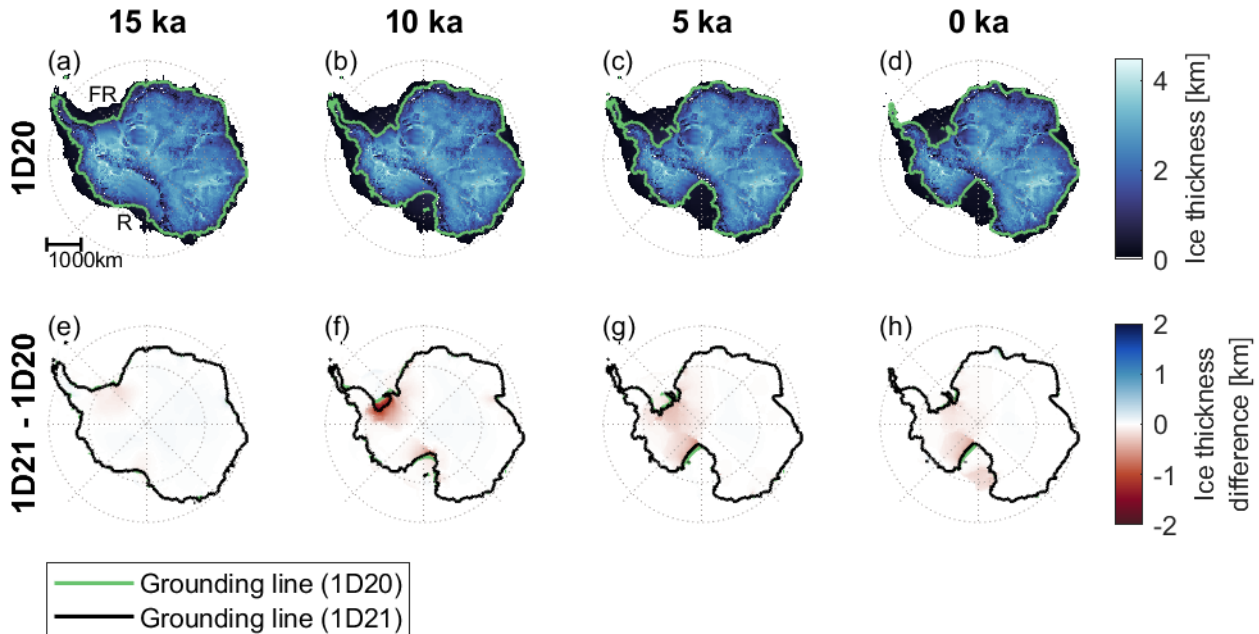 15 ka
10 ka
5 ka
0 ka
1D20
(a)
FR
R
1000km
(b)
(c)
(d)
4
2
0
Ice thickness [km]
1D21 - 1D20
(e)
(f)
(g)
(h)
2
1
0
-1
-2
Ice thickness
difference [km]
Grounding line (1D20)
Grounding line (1D21)